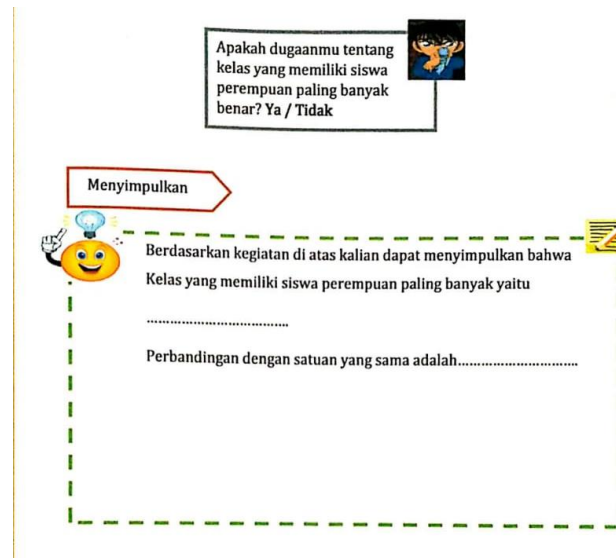 Apakah dugaanmu tentang
kelas yang memiliki siswa
perempuan paling banyak
benar? Ya / Tidak
Menyimpulkan
Berdasarkan kegiatan di atas kalian dapat menyimpulkan bahwa
Kelas yang memiliki siswa perempuan paling banyak yaitu
....................................
Perbandingan dengan satuan yang sama adalah..............................